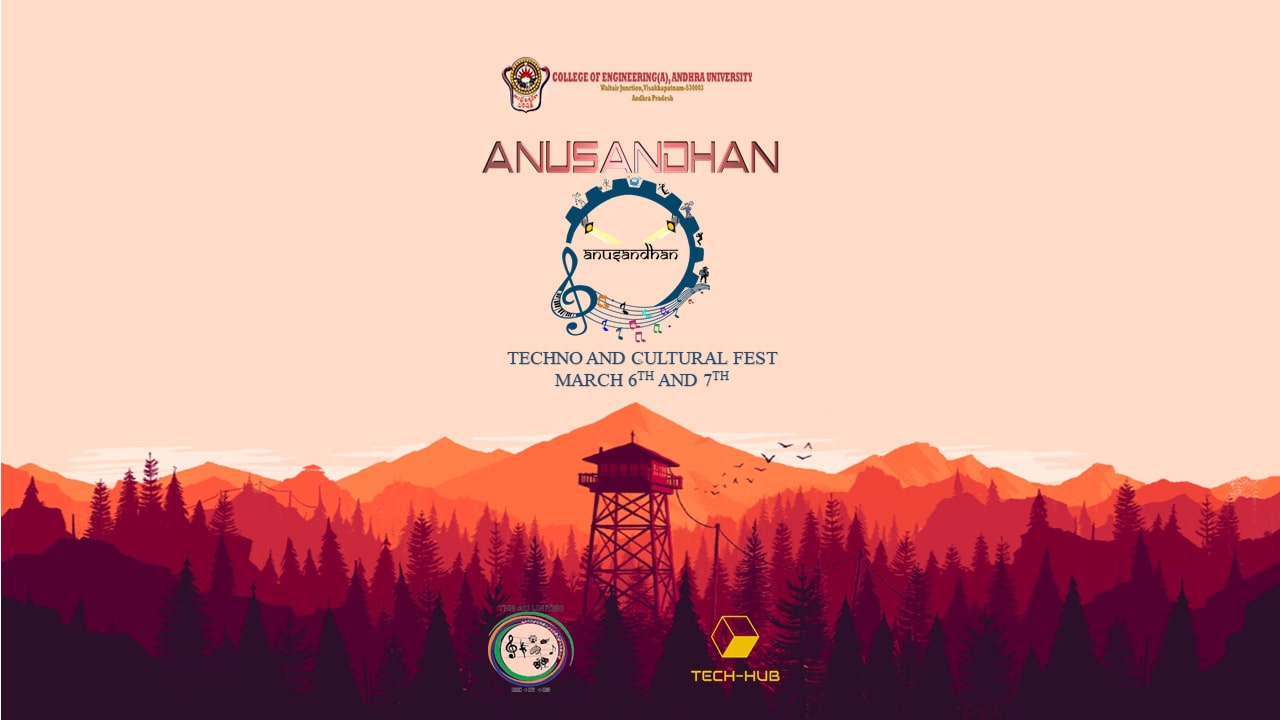 COLLEGE OF ENGINEERING(A), ANDHRA UNIVERSITY
Waltair Junction,Visakhapatnam-530003
Andhra Pradesh
ANUSANDHAN
anusandhan
TECHNO AND CULTURAL FEST
MARCH 6TH AND 7TH
TECH-HUB